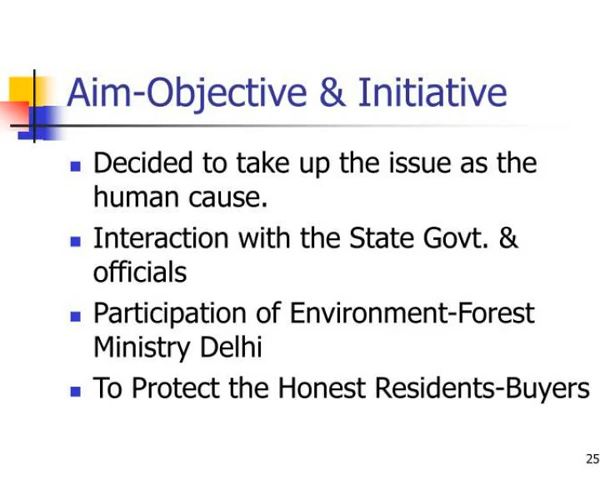 Aim-Objective & Initiative
Decided to take up the issue as the
human cause.
Interaction with the State Govt. &
officials
Participation of Environment-Forest
Ministry Delhi
To Protect the Honest Residents-Buyers
25